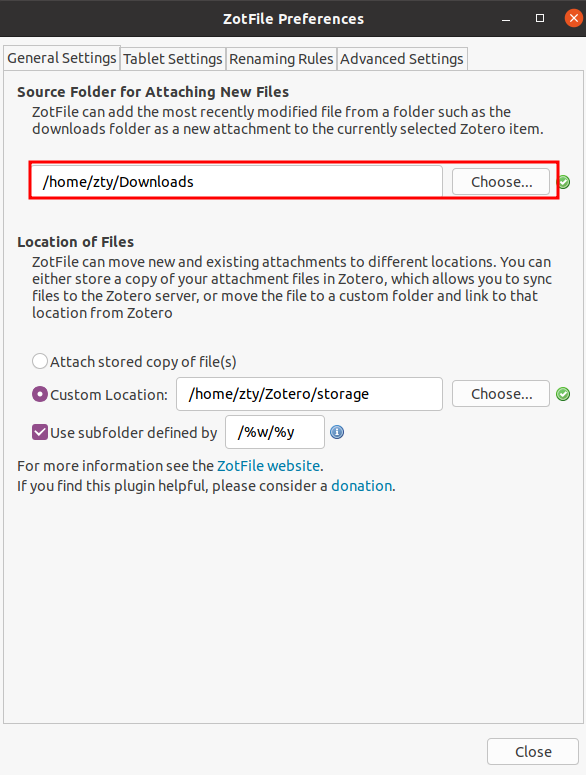 ZotFile Preferences
General Settings Tablet Settings Renaming Rules Advanced Settings
Source Folder for Attaching New Files
ZotFile can add the most recently modified file from a folder such as the
downloads folder as a new attachment to the currently selected Zotero item.
/home/zty/Downloads Choose...
Location of Files
ZotFile can move new and existing attachments to different locations. You can
either store a copy of your attachment files in Zotero, which allows you to sync
files to the Zotero server, or move the file to a custom folder and link to that
location from Zotero
Attach stored copy of file(s)
Custom Location: /home/zty/Zotero/storage Choose...
Use subfolder defined by /%w/%y
For more information see the ZotFile website.
If you find this plugin helpful, please consider a donation.
Close